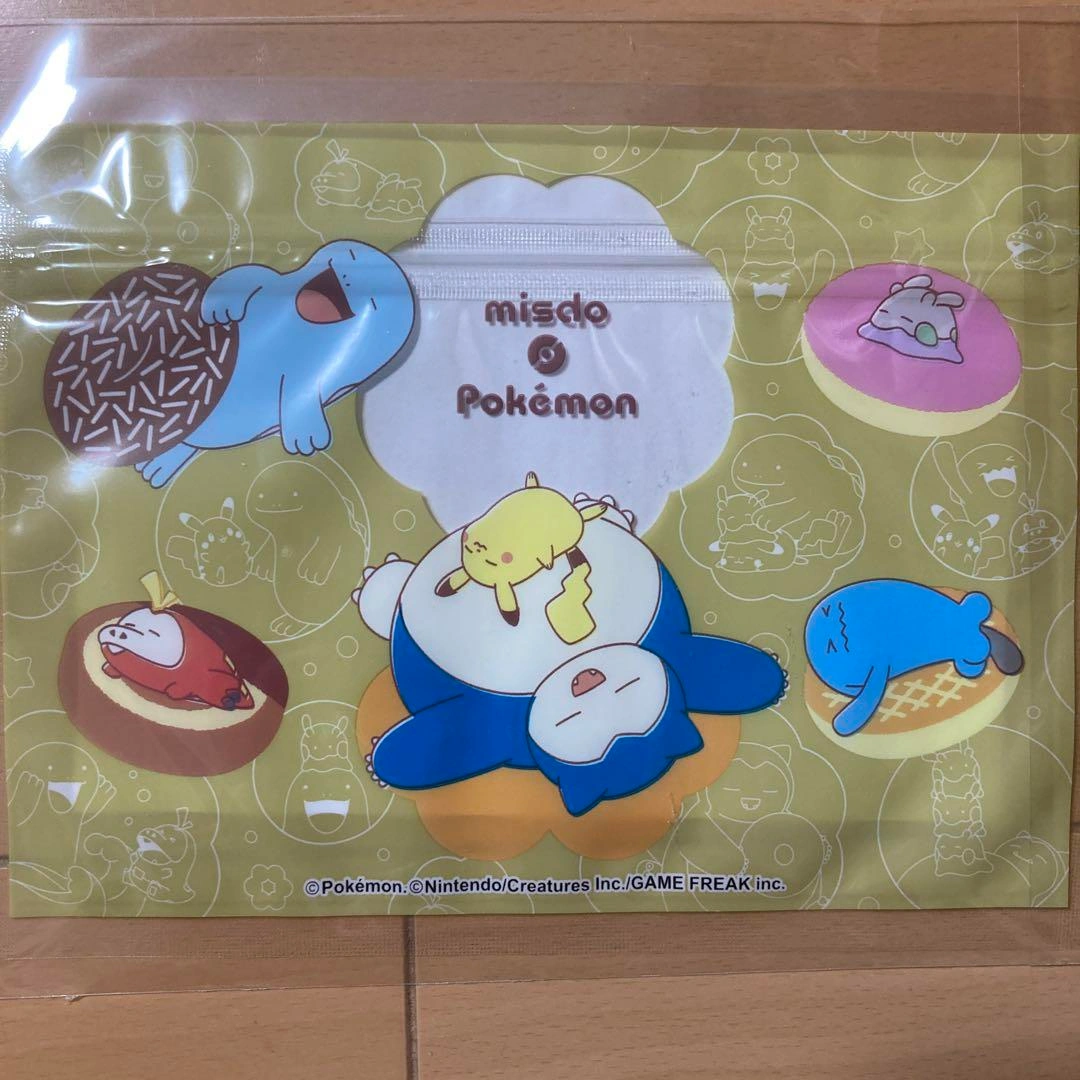 misdo
Pokémon
©Pokémon. ©Nintendo/Creatures Inc./GAME FREAK inc.